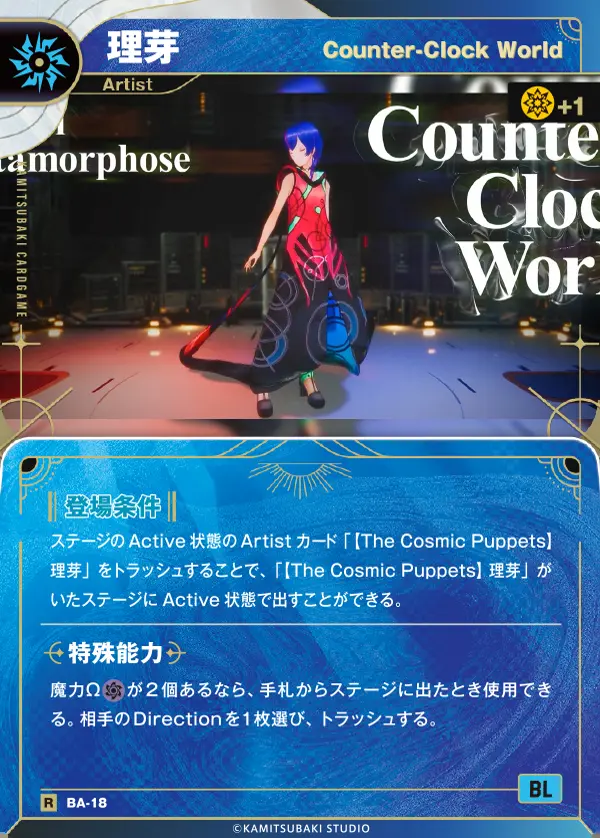 理芽
Counter-Clock World
Artist
+1
tamorphose
Counte
Cloc
Worl
KAMITSUBAKI CARDGAME
登場条件
ステージのActive状態のArtistカード「【The Cosmic Puppets】
理芽」をトラッシュすることで、「【The Cosmic Puppets】理芽」が
いたステージにActive状態で出すことができる。
特殊能力
魔力Ωが2個あるなら、手札からステージに出たとき使用でき
る。相手のDirectionを1枚選び、トラッシュする。
R BA-18
BL
©KAMITSUBAKI STUDIO